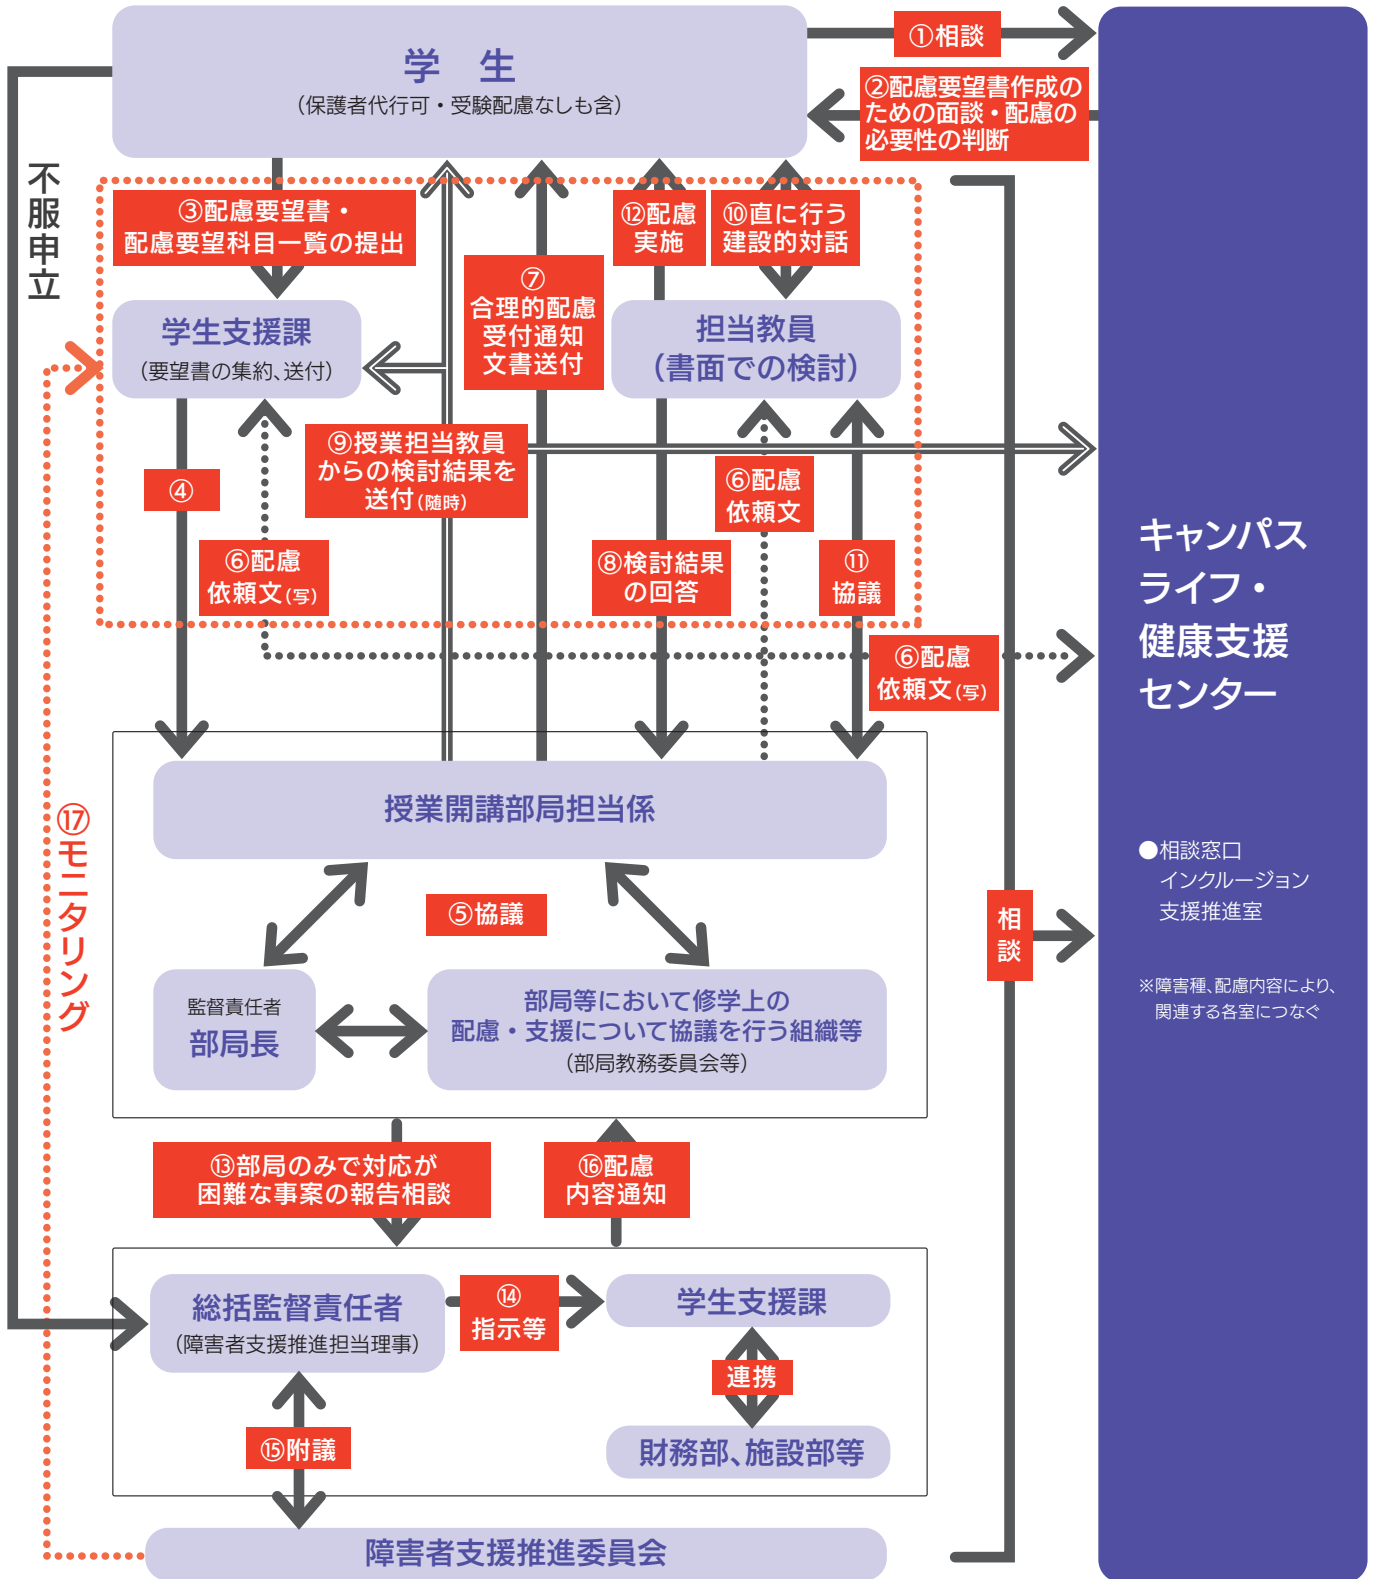 学 生
(保護者代行可・受験配慮なしも含)
①相談
②配慮要望書作成の
ための面談・配慮の
必要性の判断
不服申立
③配慮要望書・
配慮要望科目一覧の提出
⑦
合理的配慮
受付通知
文書送付
⑫配慮
実施
⑩直に行う
建設的対話
学生支援課
(要望書の集約、送付)
担当教員
(書面での検討)
④
⑨授業担当教員
からの検討結果を
送付(随時)
⑥配慮
依頼文
⑥配慮
依頼文(写)
⑧検討結果
の回答
⑪
協議
⑥配慮
依頼文(写)
授業開講部局担当係
⑤協議
監督責任者
部局長
部局等において修学上の
配慮・支援について協議を行う組織等
(部局教務委員会等)
⑰モニタリング
⑬部局のみで対応が
困難な事案の報告相談
⑯配慮
内容通知
総括監督責任者
(障害者支援推進担当理事)
⑭
指示等
学生支援課
連携
財務部、施設部等
⑮附議
障害者支援推進委員会
相談
キャンパス
ライフ・
健康支援
センター
●相談窓口
インクルージョン
支援推進室
※障害種、配慮内容により、
関連する各室につなぐ